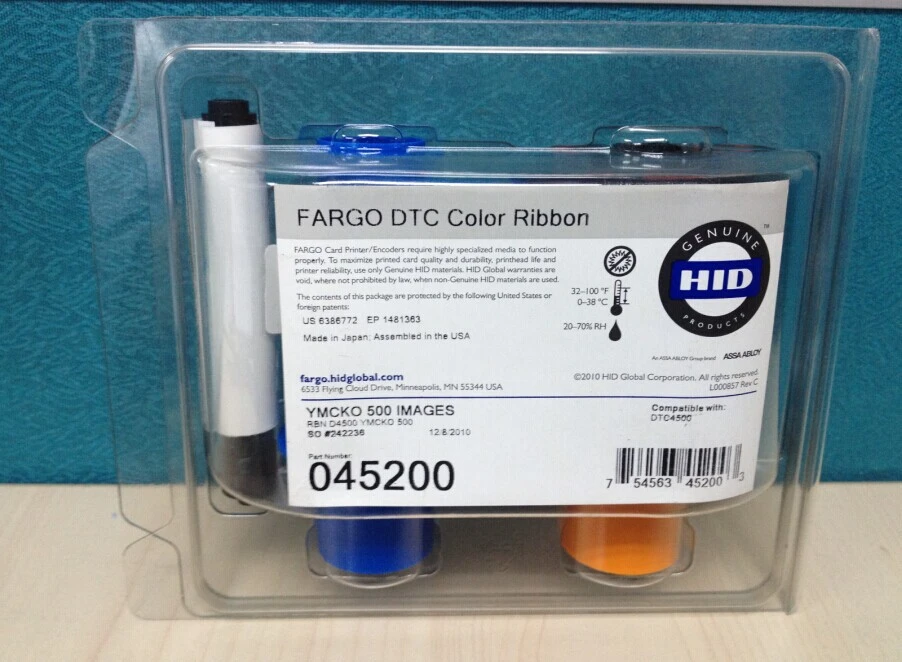 FARGO DTC Color Ribbon
FARGO Card Printer/Encoders require highly specialized media to function
properly. To maximize printed card quality and durability, printhead life and
printer reliability, use only Genuine HID materials. HID Global warranties are
void, where not prohibited by law, when non-Genuine HID materials are used.
The contents of this package are protected by the following United States or
foreign patents:
US 6386772 EP 1481363
Made in Japan; Assembled in the USA
32–100 °F
0–38 °C
20–70% RH
GENUINE
HID
PRODUCTS
TM
An ASSA ABLOY Group brand ASSA ABLOY
fargo.hidglobal.com
6533 Flying Cloud Drive, Minneapolis, MN 55344 USA
©2010 HID Global Corporation. All rights reserved.
L000857 Rev C
YMCKO 500 IMAGES
RBN D4500 YMCKO 500
SO #242236 12/8/2010
Compatible with:
DTC4500
Part Number:
045200
7 54563 45200 3